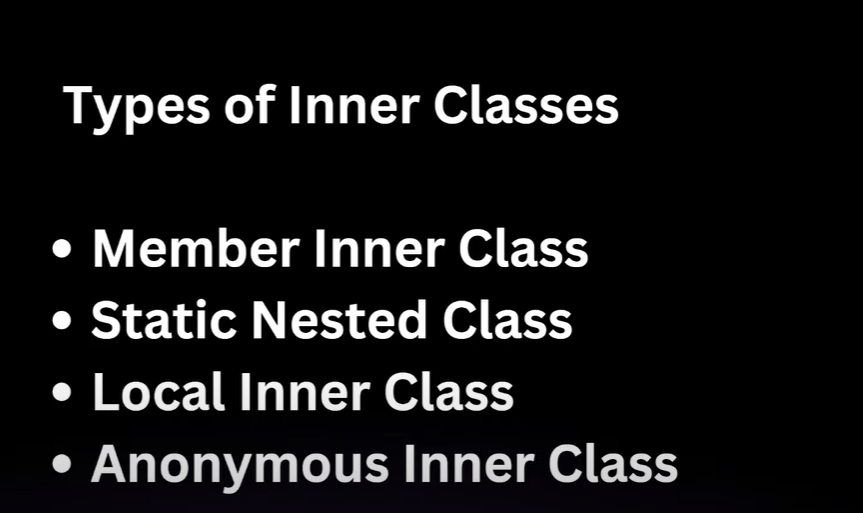 Types of Inner Classes
• Member Inner Class
• Static Nested Class
• Local Inner Class
• Anonymous Inner Class